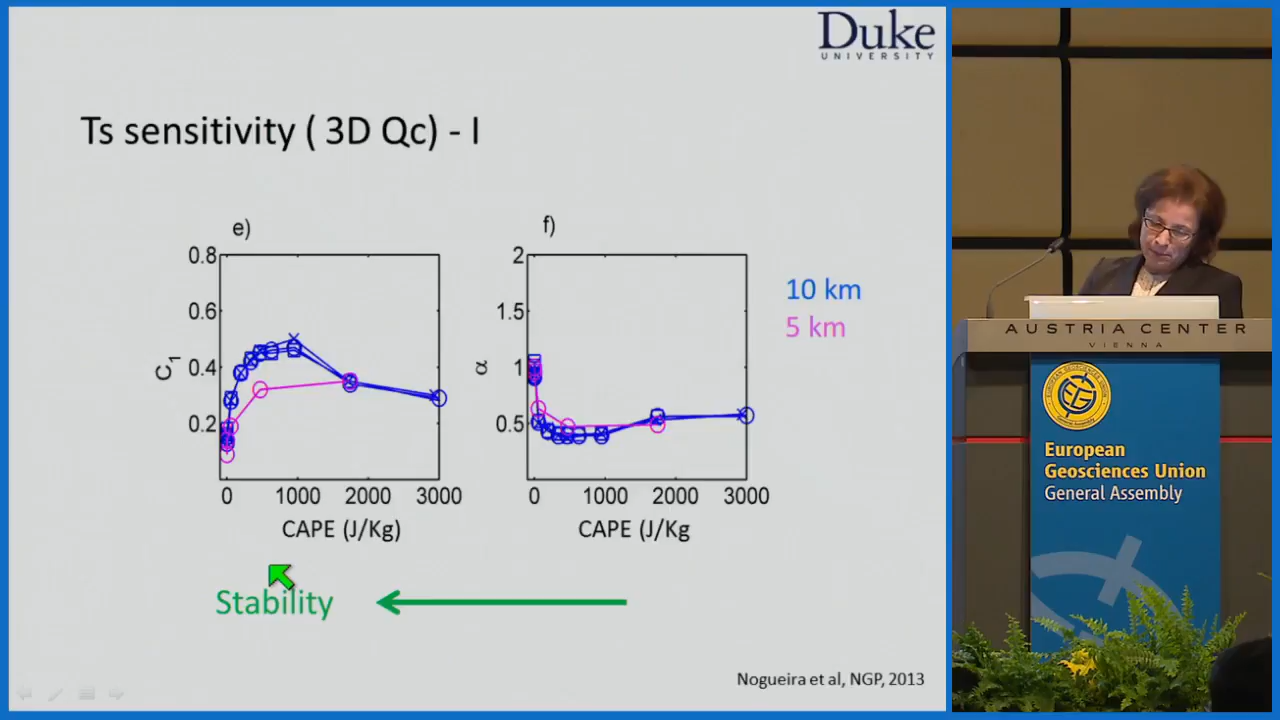 Duke
UNIVERSITY
Ts sensitivity ( 3D Qc) - I
e)
f)
0.8
0.6
0.4
0.2
C1
0 1000 2000 3000
CAPE (J/Kg)
2
1.5
1
0.5
α
0 1000 2000 3000
CAPE (J/Kg
10 km
5 km
Stability
Nogueira et al, NGP, 2013
AUSTRIA CENTER
VIENNA
European
Geosciences Union
General Assembly